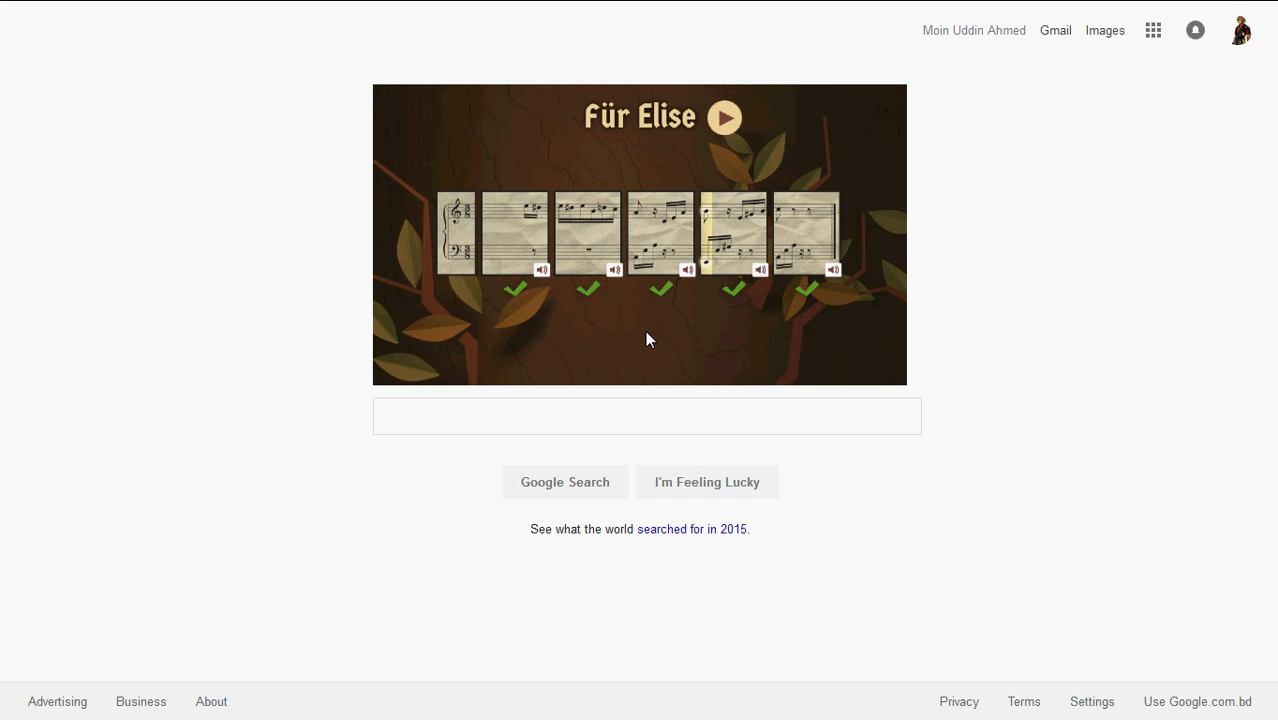 Moin Uddin Ahmed Gmail Images
Für Elise
Google Search I'm Feeling Lucky
See what the world searched for in 2015.
Advertising Business About Privacy Terms Settings Use Google.com.bd